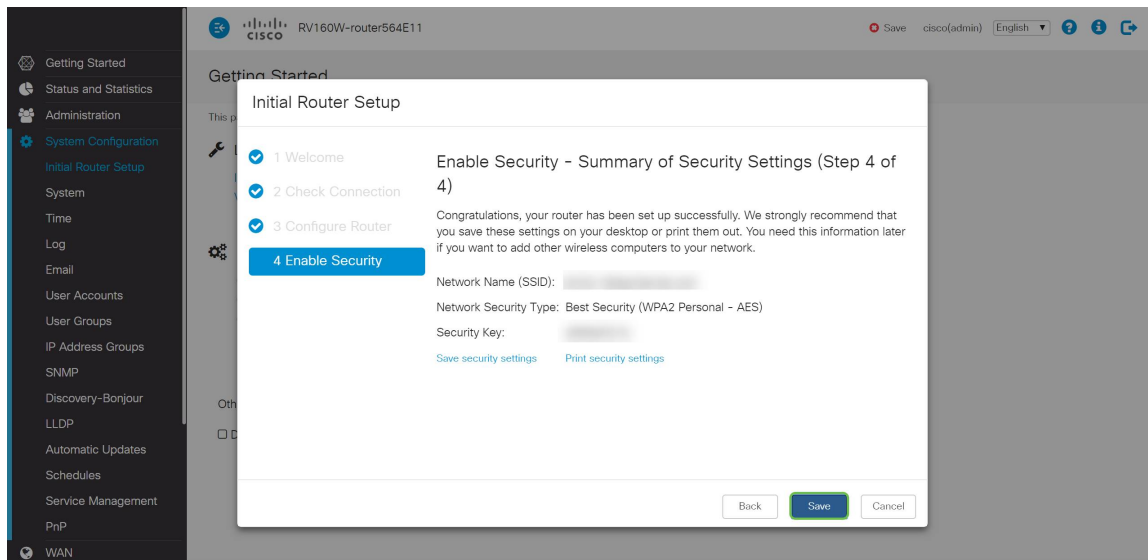 CISCO
RV160W-router564E11
Save
cisco(admin)
English
Getting Started
Status and Statistics
Administration
System Configuration
Initial Router Setup
System
Time
Log
Email
User Accounts
User Groups
IP Address Groups
SNMP
Discovery-Bonjour
LLDP
Automatic Updates
Schedules
Service Management
PnP
WAN
Getting Started
This p
Oth
Initial Router Setup
1 Welcome
2 Check Connection
3 Configure Router
4 Enable Security
Enable Security - Summary of Security Settings (Step 4 of
4)
Congratulations, your router has been set up successfully. We strongly recommend that
you save these settings on your desktop or print them out. You need this information later
if you want to add other wireless computers to your network.
Network Name (SSID):
Network Security Type: Best Security (WPA2 Personal - AES)
Security Key:
Save security settings Print security settings
Back Save Cancel